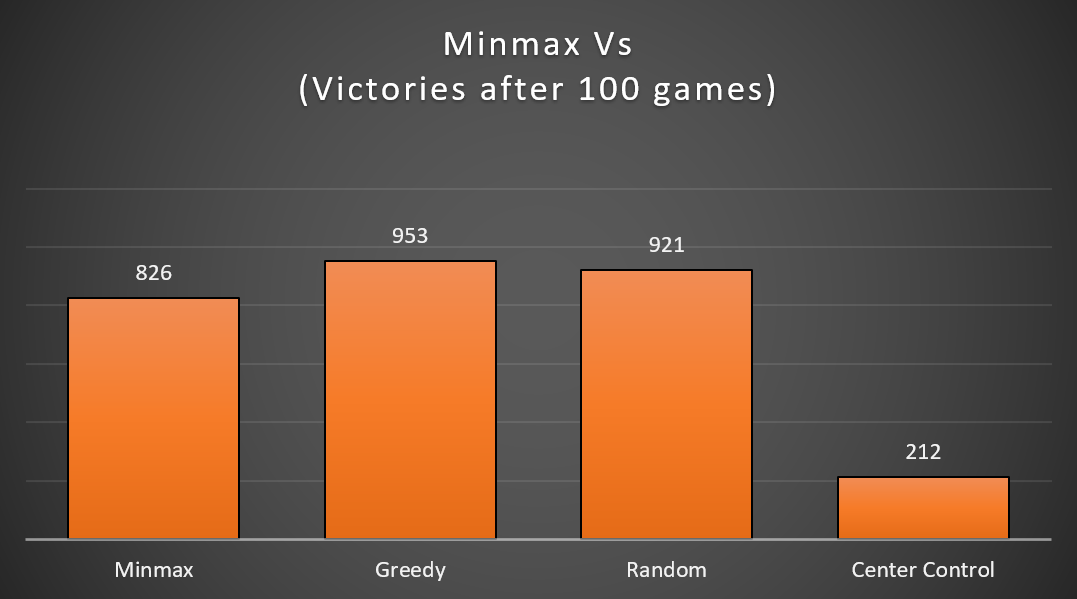 Minmax Vs
(Victories after 100 games)
826
953
921
212
Minmax
Greedy
Random
Center Control